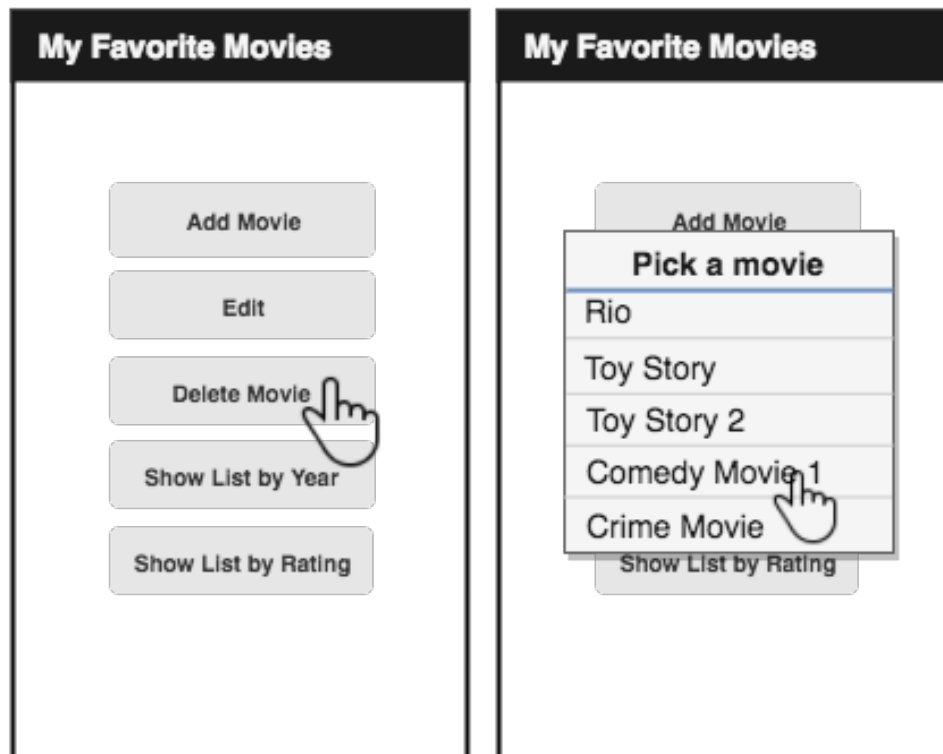 My Favorite Movies
Add Movie
Edit
Delete Movie
Show List by Year
Show List by Rating
My Favorite Movies
Add Movie
Pick a movie
Rio
Toy Story
Toy Story 2
Comedy Movie 1
Crime Movie
Show List by Rating